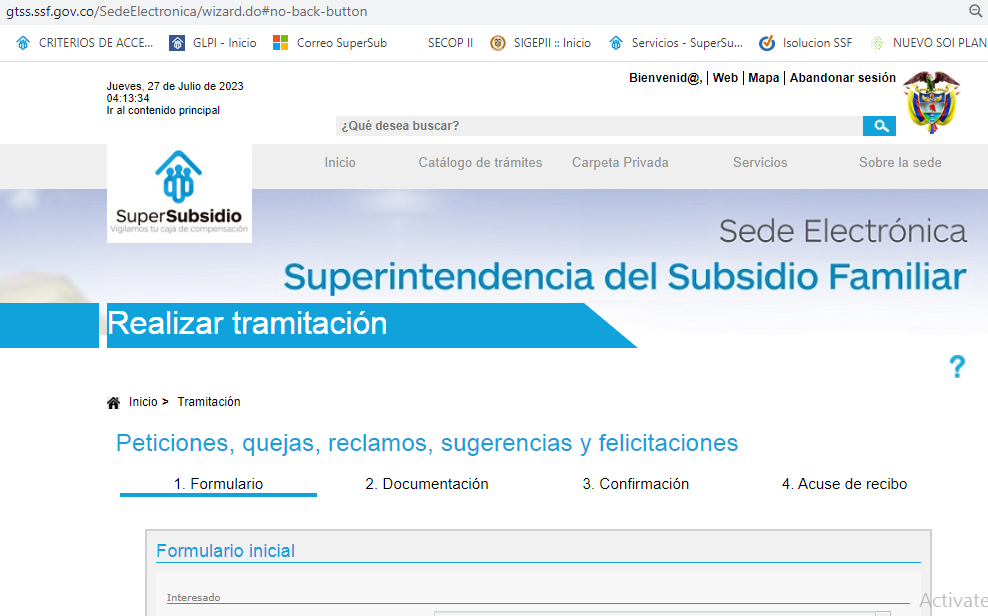 gtss.ssf.gov.co/SedeElectronica/wizard.do#no-back-button
CRITERIOS DE ACCE... GLPI - Inicio Correo SuperSub SECOP II SIGEPII :: Inicio Servicios - SuperSu... Isolucion SSF NUEVO SOI PLAN
Jueves, 27 de Julio de 2023
04:13:34
Ir al contenido principal
Bienvenid@, | Web | Mapa | Abandonar sesión
¿Qué desea buscar?
Inicio Catálogo de trámites Carpeta Privada Servicios Sobre la sede
SuperSubsidio
Vigilamos tu caja de compensación
Sede Electrónica
Superintendencia del Subsidio Familiar
Realizar tramitación
?
Inicio > Tramitación
Peticiones, quejas, reclamos, sugerencias y felicitaciones
1. Formulario 2. Documentación 3. Confirmación 4. Acuse de recibo
Formulario inicial
Interesado
Activate